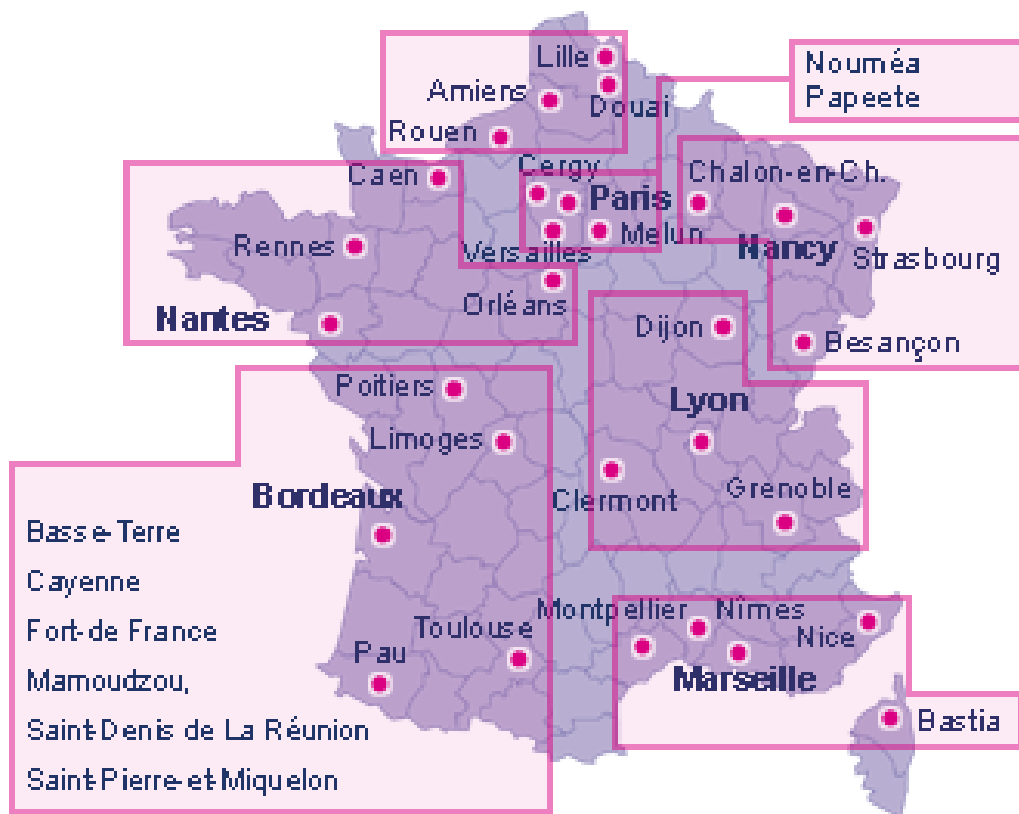 Lille
Amiens
Douai
Rouen
Nouméa
Papeete
Caen
Cergy
Paris
Chalon-en-Ch.
Melun
Nancy
Rennes
Versailles
Strasbourg
Orléans
Nantes
Dijon
Besançon
Poitiers
Lyon
Limoges
Bordeaux
Clermont
Grenoble
Basse-Terre
Cayenne
Fort-de France
Mamoudzou,
Saint-Denis de La Réunion
Saint-Pierre-et-Miquelon
Toulouse
Pau
Montpellier
Nîmes
Nice
Marseille
Bastia